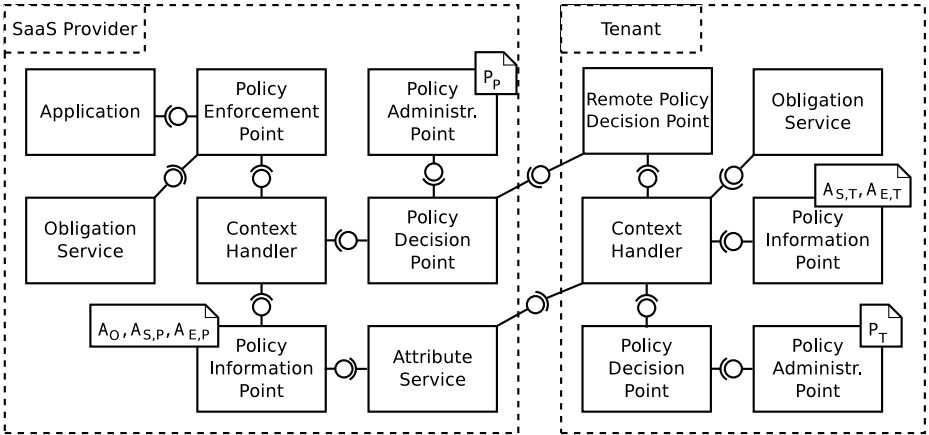 SaaS Provider
Tenant
Application
Policy
Enforcement
Point
Policy
Administr.
Point
P_P
Remote Policy
Decision Point
Obligation
Service
Obligation
Service
Context
Handler
Policy
Decision
Point
Context
Handler
A_S,T, A_E,T
Policy
Information
Point
A_O, A_S,P, A_E,P
Policy
Information
Point
Attribute
Service
Policy
Decision
Point
P_T
Policy
Administr.
Point